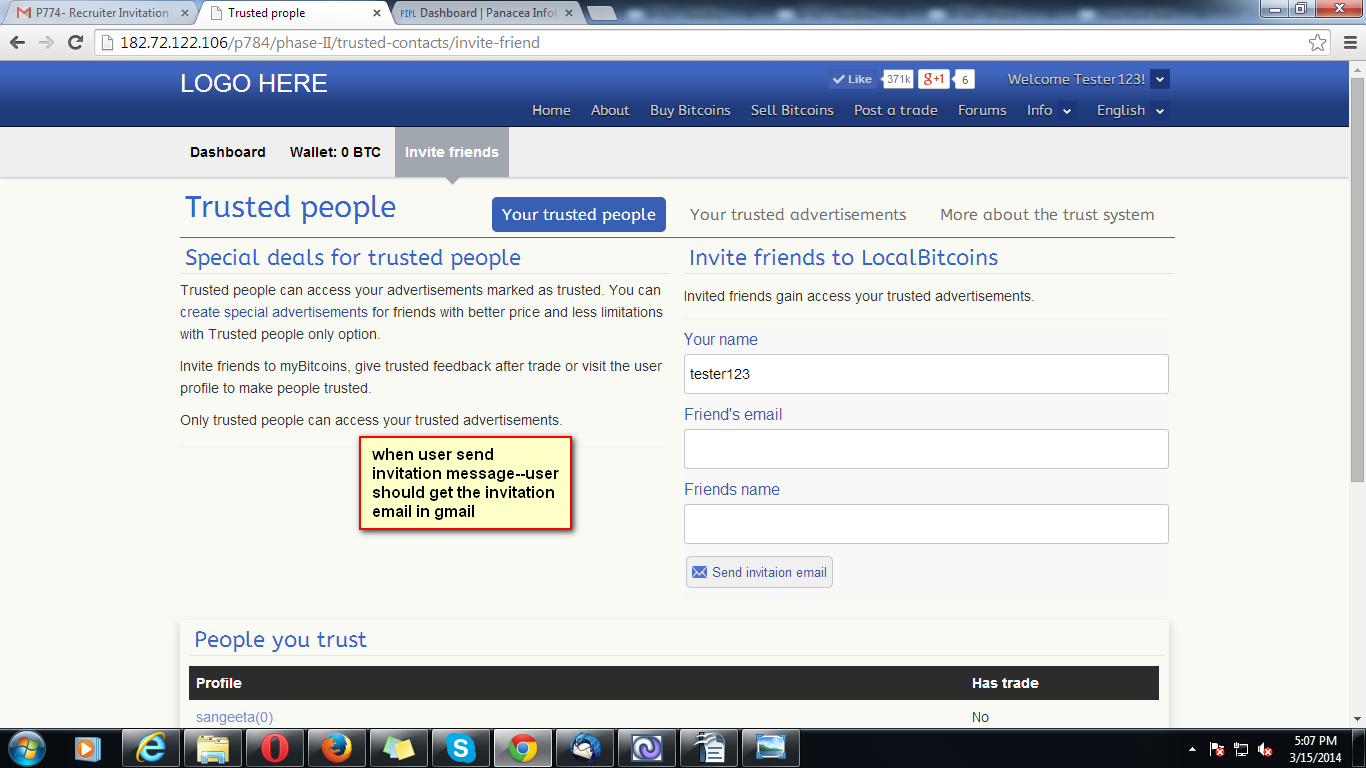 P774- Recruiter Invitation
Trusted people
PIPL Dashboard | Panacea Infot
182.72.122.106/p784/phase-II/trusted-contacts/invite-friend
LOGO HERE
Like 371k g+1 6
Welcome Tester123!
Home About Buy Bitcoins Sell Bitcoins Post a trade Forums Info English
Dashboard Wallet: 0 BTC Invite friends
Trusted people
Your trusted people Your trusted advertisements More about the trust system
Special deals for trusted people
Trusted people can access your advertisements marked as trusted. You can
create special advertisements for friends with better price and less limitations
with Trusted people only option.
Invite friends to myBitcoins, give trusted feedback after trade or visit the user
profile to make people trusted.
Only trusted people can access your trusted advertisements.
when user send
invitation message--user
should get the invitation
email in gmail
Invite friends to LocalBitcoins
Invited friends gain access your trusted advertisements.
Your name
tester123
Friend's email
Friends name
Send invitaion email
People you trust
Profile Has trade
sangeeta(0) No
5:07 PM
3/15/2014